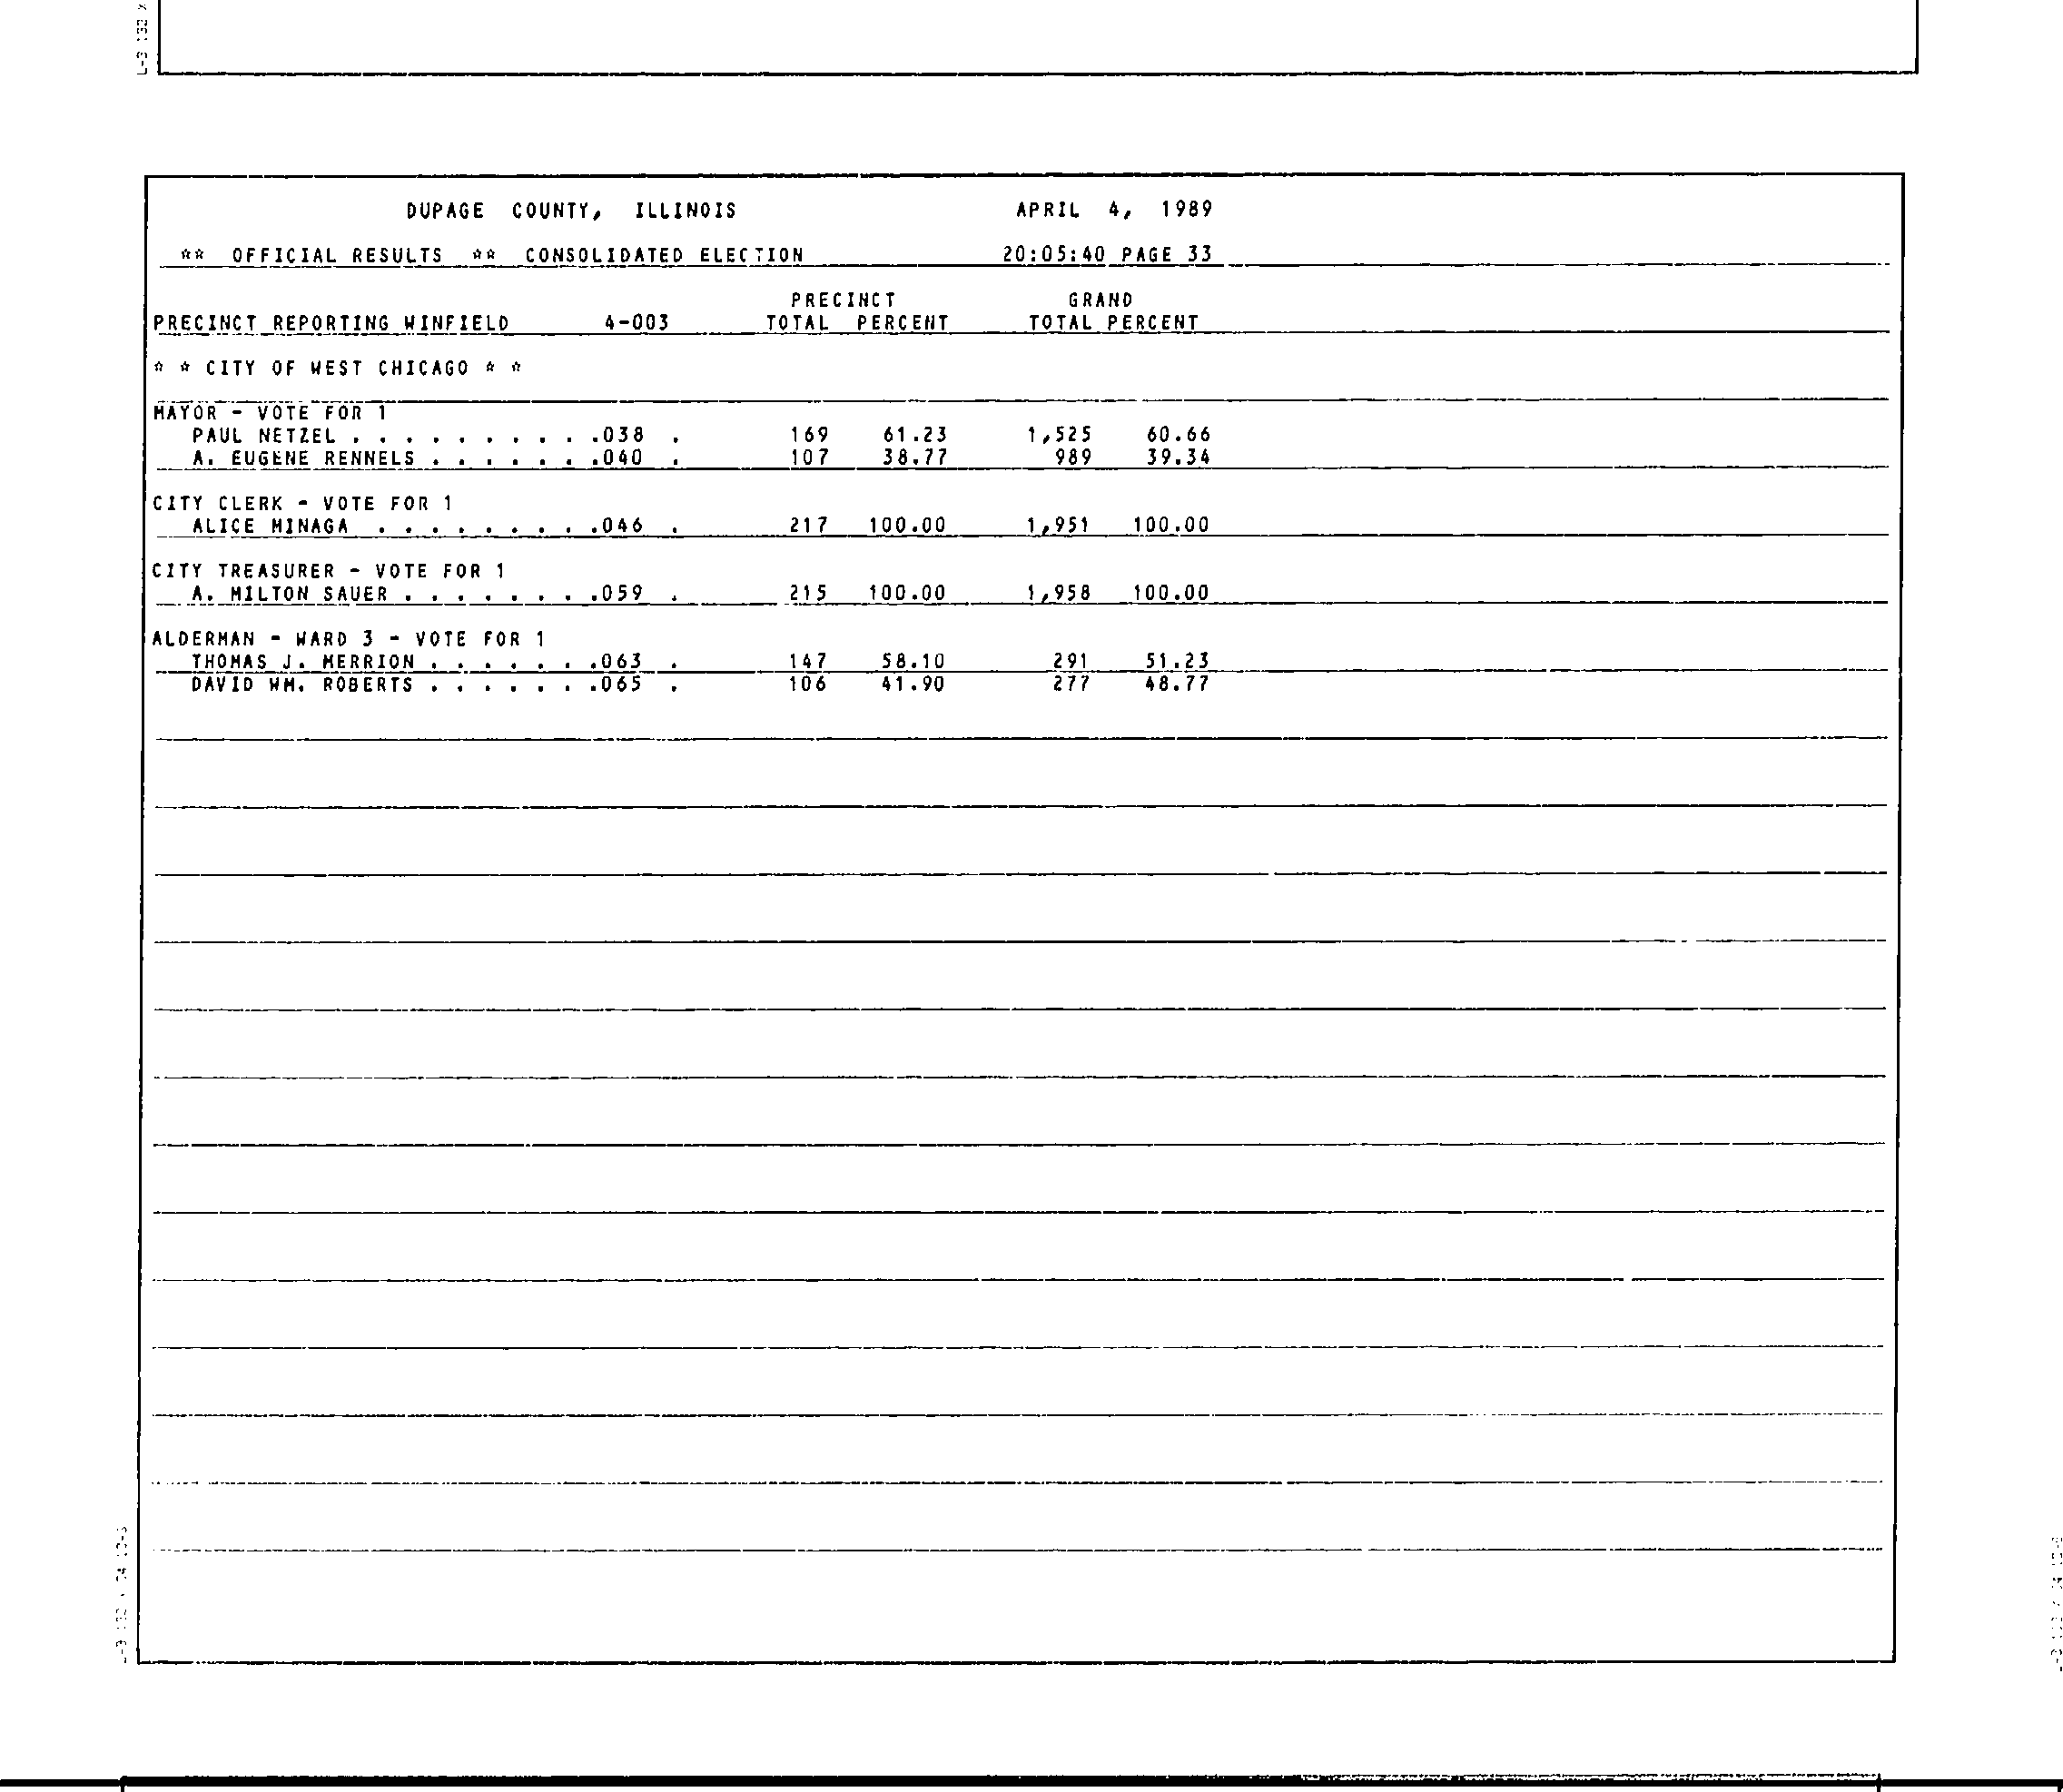 DUPAGE COUNTY, ILLINOIS APRIL 4, 1989
** OFFICIAL RESULTS ** CONSOLIDATED ELECTION 20:05:40 PAGE 33
PRECINCT GRAND
PRECINCT REPORTING WINFIELD 4-003 TOTAL PERCENT TOTAL PERCENT
* * CITY OF WEST CHICAGO * *
MAYOR - VOTE FOR 1
PAUL NETZEL . . . . . . . . . .038 . 169 61.23 1,525 60.66
A. EUGENE RENNELS . . . . . . .040 . 107 38.77 989 39.34
CITY CLERK - VOTE FOR 1
ALICE MINAGA . . . . . . . . .046 . 217 100.00 1,951 100.00
CITY TREASURER - VOTE FOR 1
A. MILTON SAUER . . . . . . . .059 . 215 100.00 1,958 100.00
ALDERMAN - WARD 3 - VOTE FOR 1
THOMAS J. MERRION . . . . . . .063 . 147 58.10 291 51.23
DAVID WM. ROBERTS . . . . . . .065 . 106 41.90 277 48.77